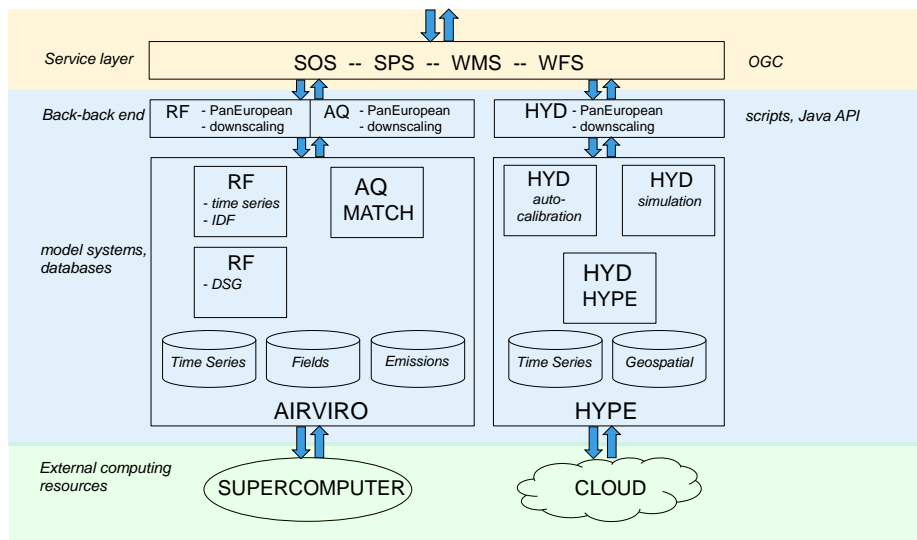 Service layer
SOS -- SPS -- WMS -- WFS
OGC
Back-back end
RF - PanEuropean
- downscaling
AQ - PanEuropean
- downscaling
HYD - PanEuropean
- downscaling
scripts, Java API
model systems,
databases
RF
- time series
- IDF
AQ
MATCH
RF
- DSG
Time Series
Fields
Emissions
AIRVIRO
HYD
auto-
calibration
HYD
simulation
HYD
HYPE
Time Series
Geospatial
HYPE
External computing
resources
SUPERCOMPUTER
CLOUD